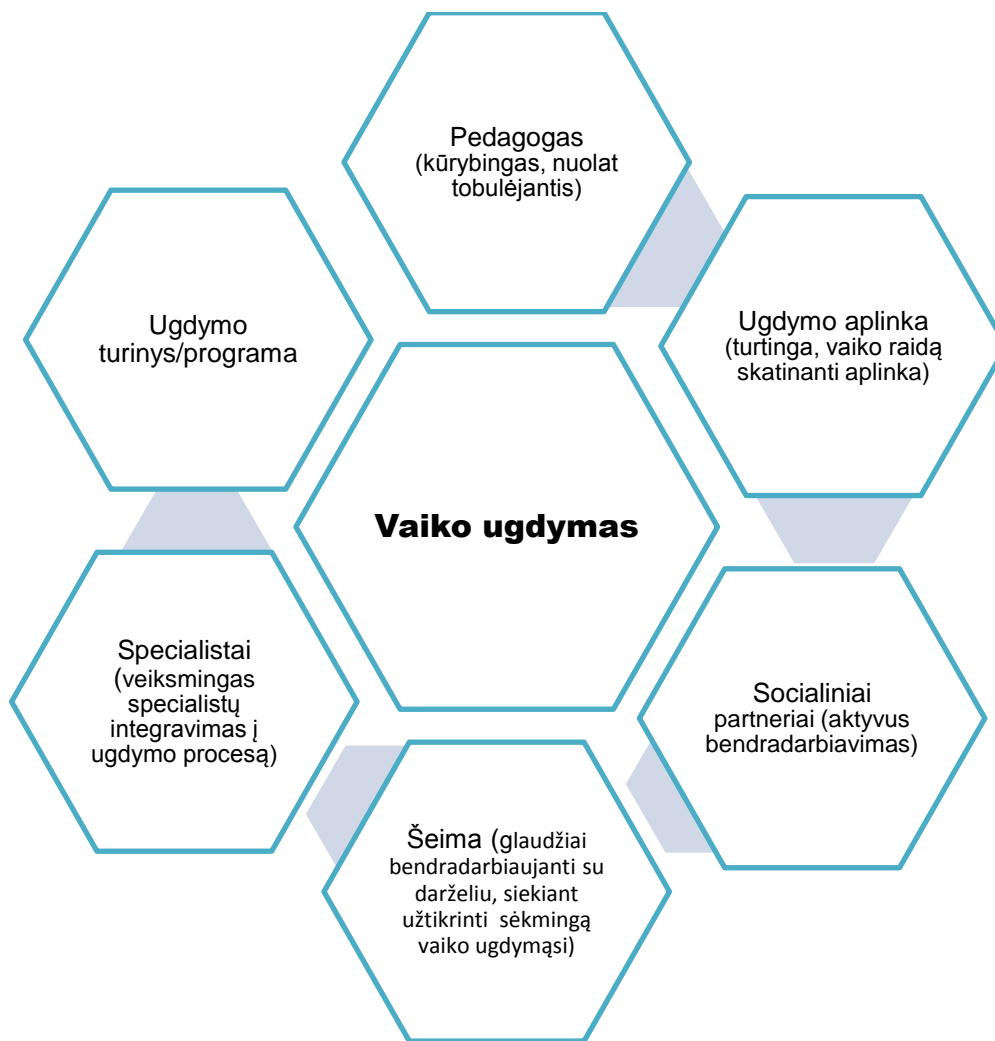 Pedagogas
(kūrybingas, nuolat
tobulėjantis)
Ugdymo aplinka
(turtinga, vaiko raidą
skatinanti aplinka)
Socialiniai
partneriai (aktyvus
bendradarbiavimas)
Šeima (glaudžiai
bendradarbiaujanti su
darželiu, siekiant
užtikrinti sėkmingą
vaiko ugdymąsi)
Specialistai
(veiksmingas
specialistų
integravimas į
ugdymo procesą)
Ugdymo
turinys/programa
Vaiko ugdymas